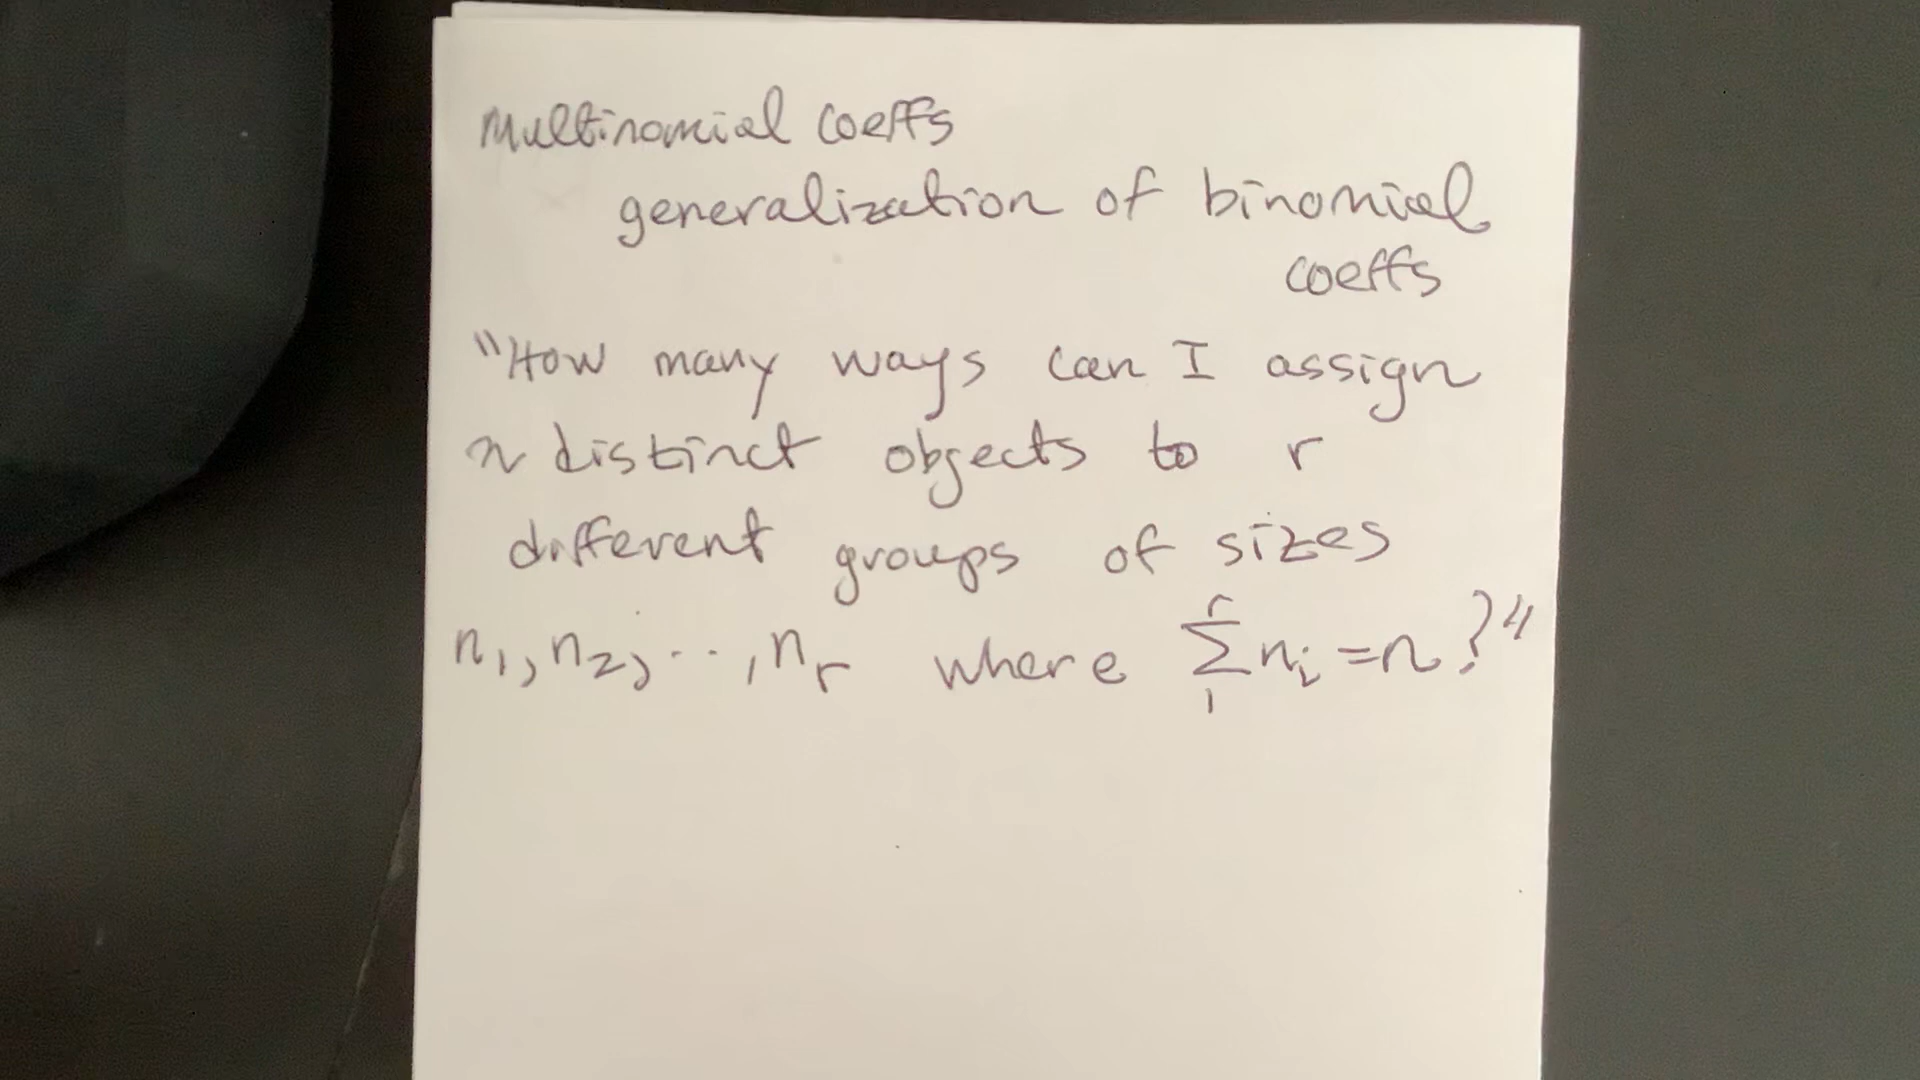 Multinomial coeffs
generalization of binomial
coeffs
"How many ways can I assign
n distinct objects to r
different groups of sizes
n₁, n₂, ..., nᵣ where ∑₁ʳ nᵢ = n?"